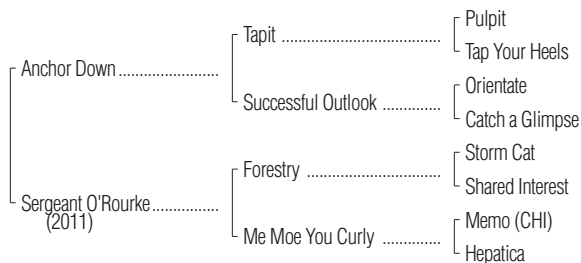 Pulpit
Tapit ........................................
Tap Your Heels
Anchor Down .........................
Orientate
Successful Outlook ..............
Catch a Glimpse
Storm Cat
Forestry ..................................
Shared Interest
Sergeant O'Rourke................
(2011)
Memo (CHI)
Me Moe You Curly ..............
Hepatica